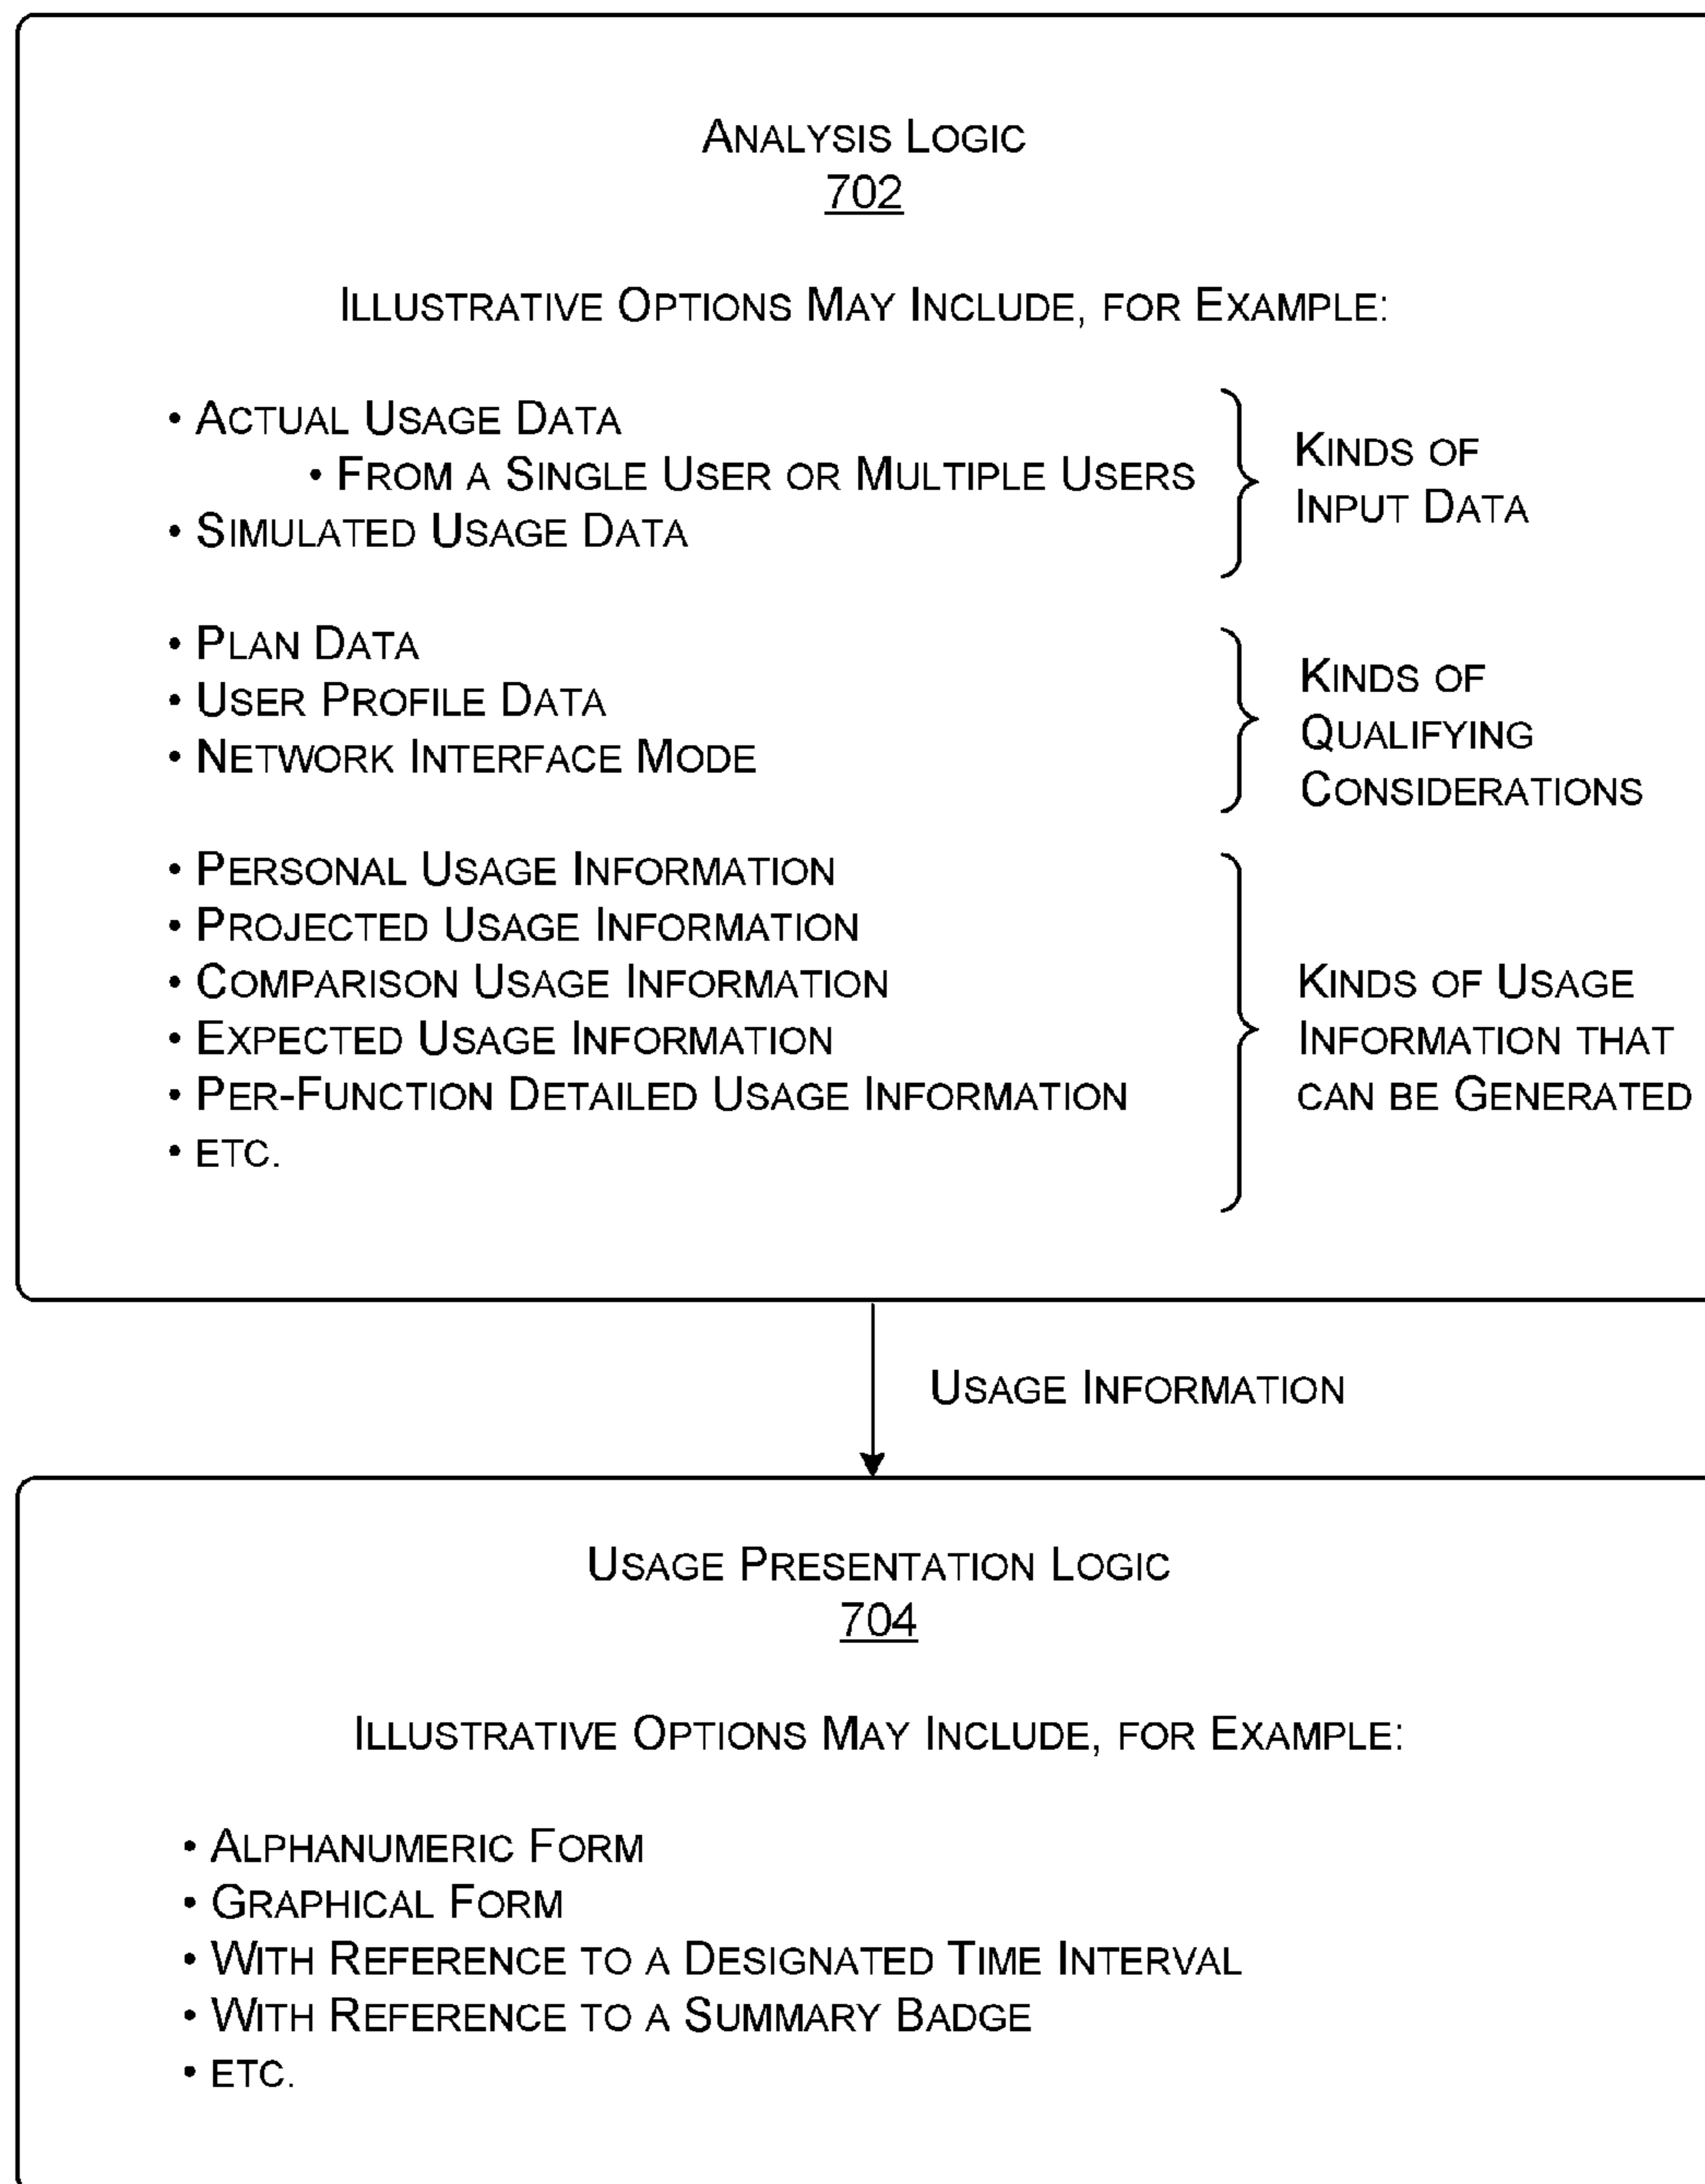 ANALYSIS LOGIC
702
ILLUSTRATIVE OPTIONS MAY INCLUDE, FOR EXAMPLE:
• ACTUAL USAGE DATA
• FROM A SINGLE USER OR MULTIPLE USERS
• SIMULATED USAGE DATA
KINDS OF
INPUT DATA
• PLAN DATA
• USER PROFILE DATA
• NETWORK INTERFACE MODE
KINDS OF
QUALIFYING
CONSIDERATIONS
• PERSONAL USAGE INFORMATION
• PROJECTED USAGE INFORMATION
• COMPARISON USAGE INFORMATION
• EXPECTED USAGE INFORMATION
• PER-FUNCTION DETAILED USAGE INFORMATION
• ETC.
KINDS OF USAGE
INFORMATION THAT
CAN BE GENERATED
USAGE INFORMATION
USAGE PRESENTATION LOGIC
704
ILLUSTRATIVE OPTIONS MAY INCLUDE, FOR EXAMPLE:
• ALPHANUMERIC FORM
• GRAPHICAL FORM
• WITH REFERENCE TO A DESIGNATED TIME INTERVAL
• WITH REFERENCE TO A SUMMARY BADGE
• ETC.